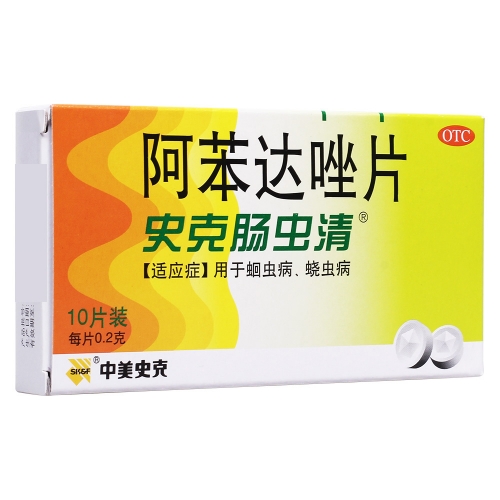 OTC
阿苯达唑片
史克肠虫清®
【适应症】用于蛔虫病、蛲虫病
10片装
每片0.2克
SK&F ® 中美史克